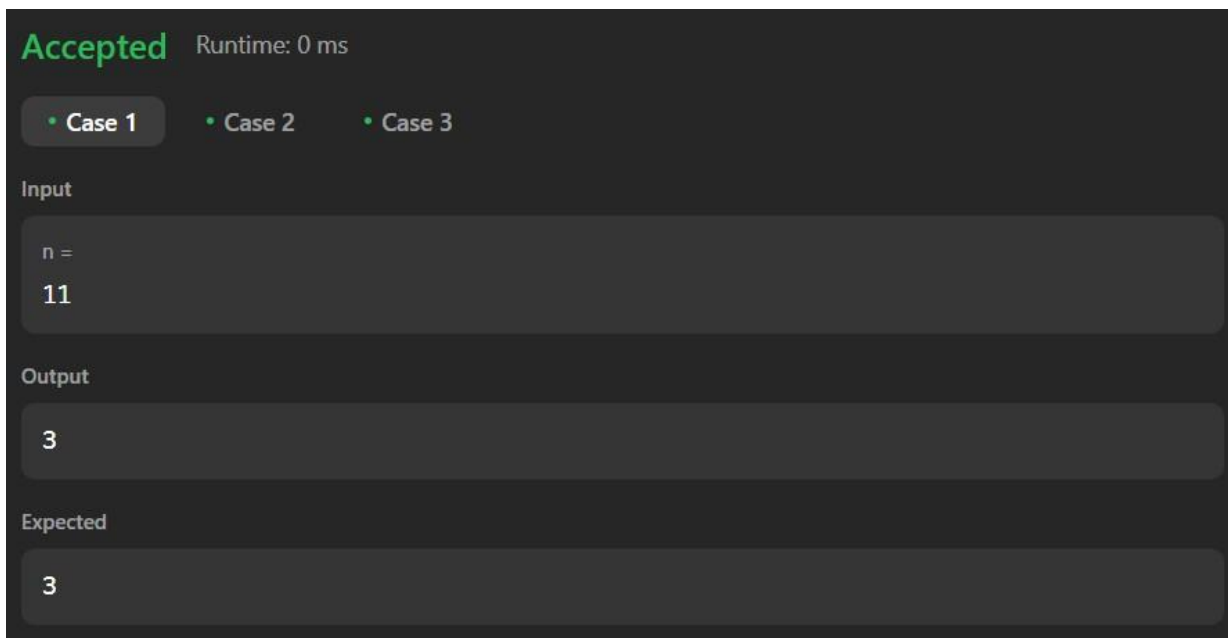 Accepted Runtime: 0 ms
• Case 1 • Case 2 • Case 3
Input
n =
11
Output
3
Expected
3